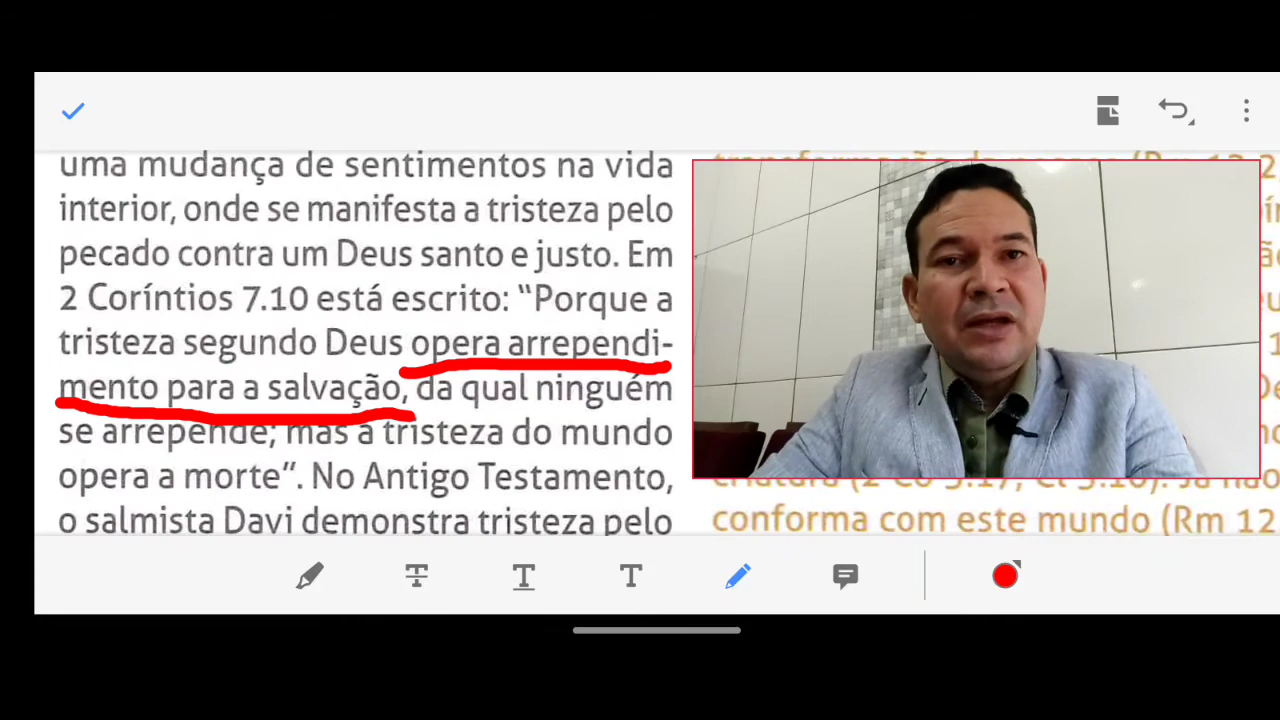 uma mudança de sentimentos na vida
interior, onde se manifesta a tristeza pelo
pecado contra um Deus santo e justo. Em
2 Coríntios 7.10 está escrito: “Porque a
tristeza segundo Deus opera arrependi-
mento para a salvação, da qual ninguém
se arrepende; mas a tristeza do mundo
opera a morte”. No Antigo Testamento,
o salmista Davi demonstra tristeza pelo
conforma com este mundo (Rm 12
T
T
T